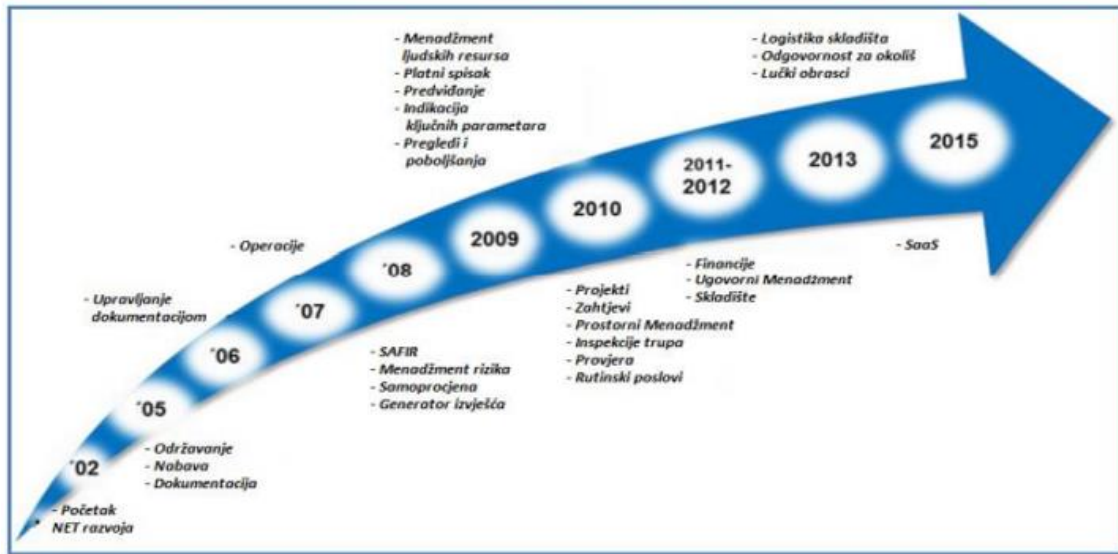 - Menadžment
ljudskih resursa
- Platni spisak
- Predviđanje
- Indikacija
ključnih parametara
- Pregledi i
poboljšanja
- Logistika skladišta
- Odgovornost za okoliš
- Lučki obrasci
2015
2013
2011-
2012
2010
2009
´08
´07
´06
´05
´02
- Operacije
- Upravljanje
dokumentacijom
- SaaS
- Financije
- Ugovorni Menadžment
- Skladište
- Projekti
- Zahtjevi
- Prostorni Menadžment
- Inspekcije trupa
- Provjera
- Rutinski poslovi
- SAFIR
- Menadžment rizika
- Samoprocjena
- Generator izvješća
- Održavanje
- Nabava
- Dokumentacija
- Početak
NET razvoja